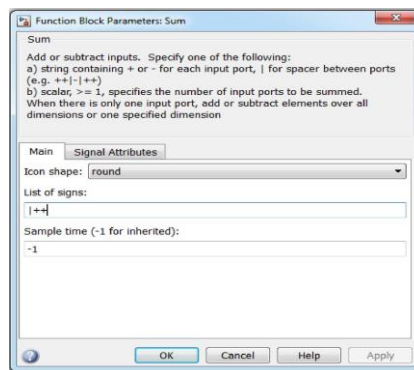 Function Block Parameters: Sum
Sum
Add or subtract inputs. Specify one of the following:
a) string containing + or - for each input port, | for spacer between ports
(e.g. ++|-|++)
b) scalar, >= 1, specifies the number of input ports to be summed.
When there is only one input port, add or subtract elements over all
dimensions or one specified dimension
Main Signal Attributes
Icon shape: round
List of signs:
|++
Sample time (-1 for inherited):
-1
OK Cancel Help Apply